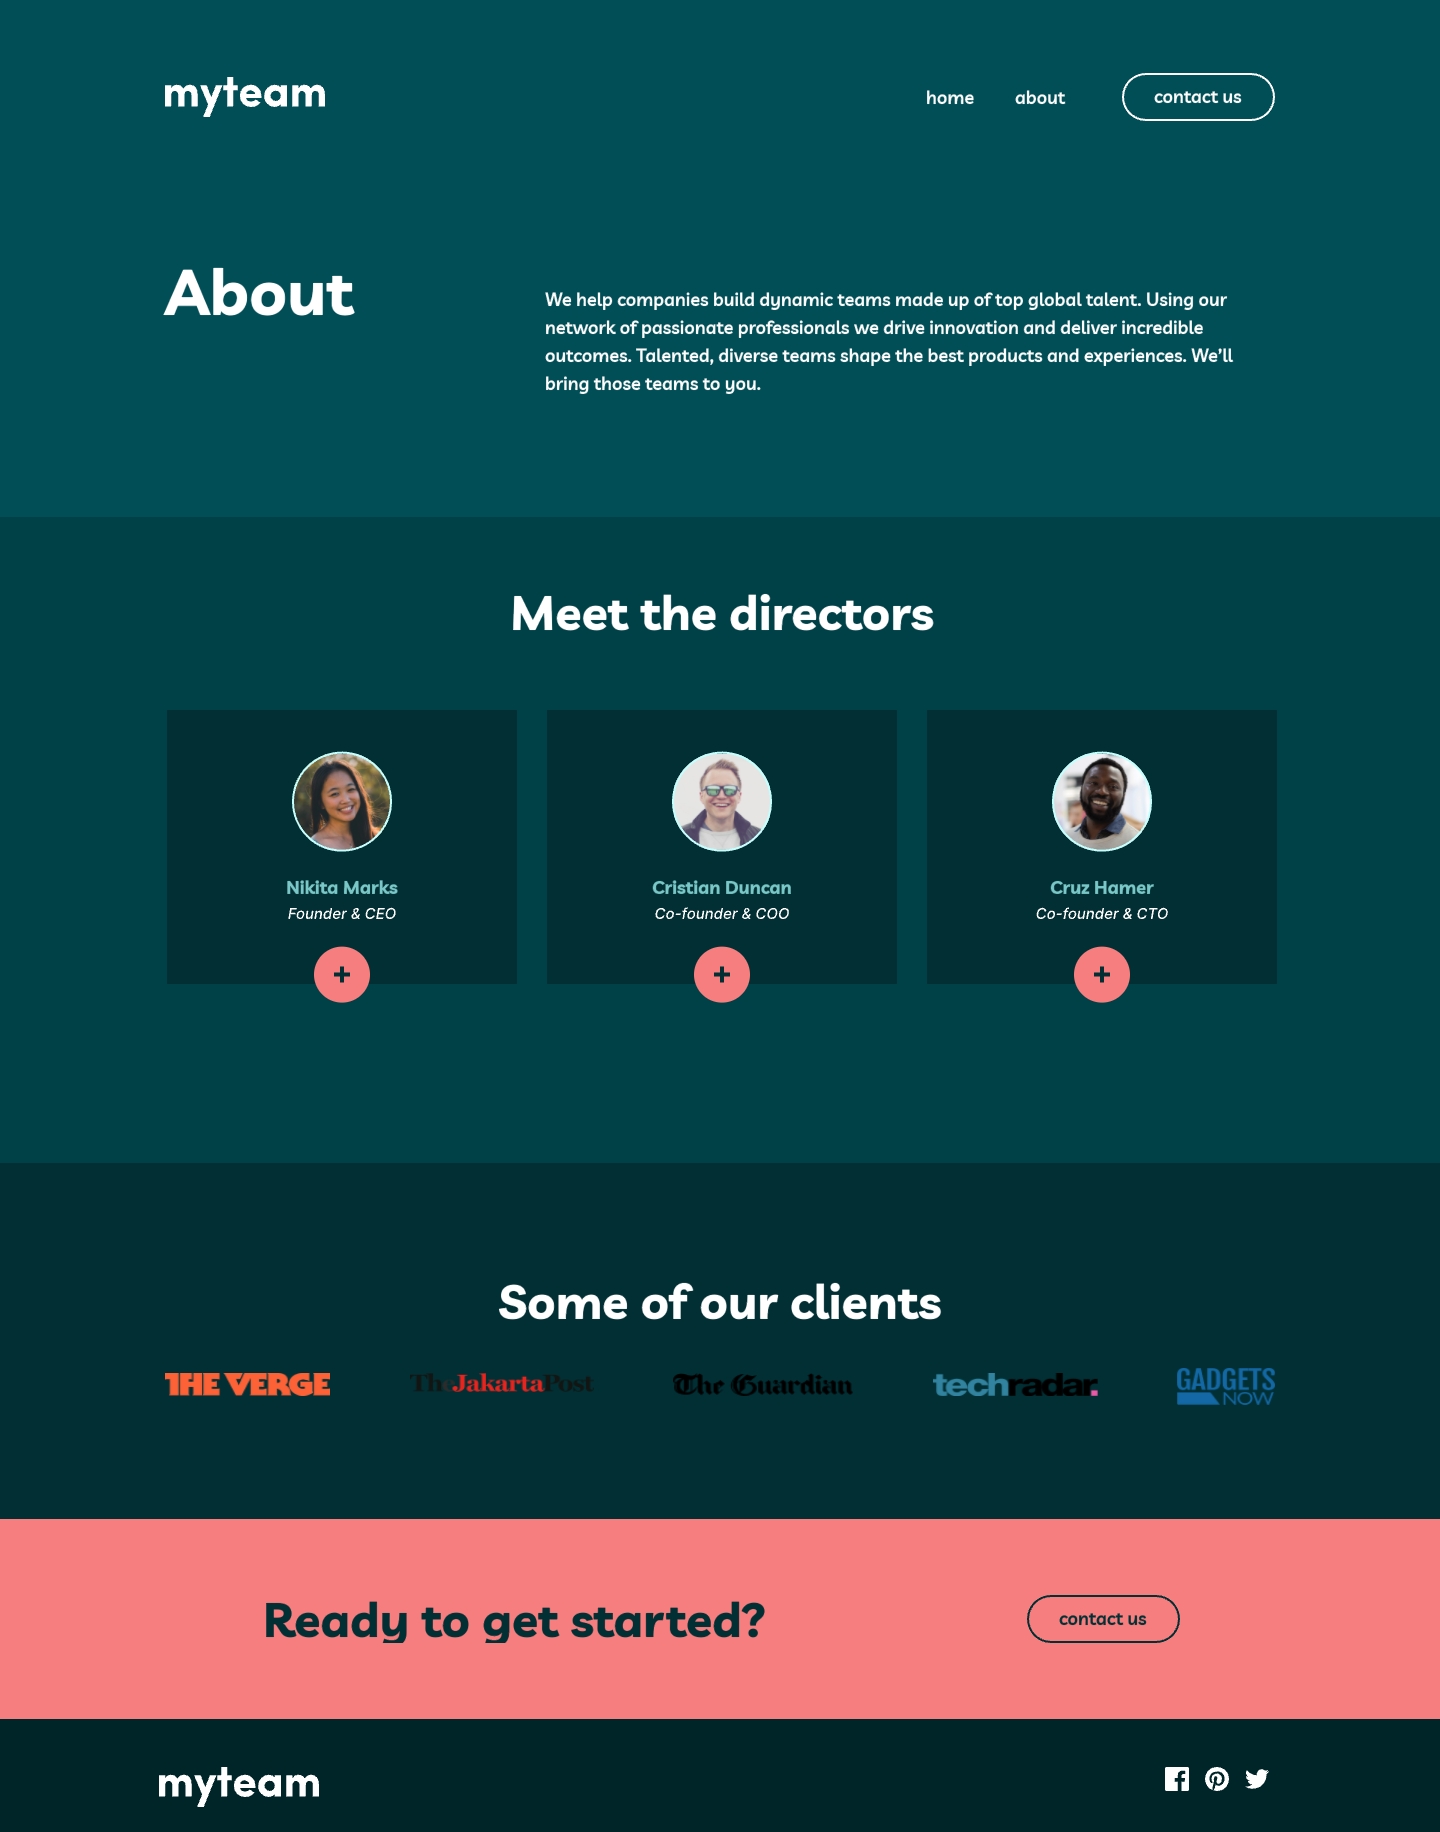 myteam
home about contact us
About
We help companies build dynamic teams made up of top global talent. Using our
network of passionate professionals we drive innovation and deliver incredible
outcomes. Talented, diverse teams shape the best products and experiences. We’ll
bring those teams to you.
Meet the directors
Nikita Marks
Founder & CEO
+
Cristian Duncan
Co-founder & COO
+
Cruz Hamer
Co-founder & CTO
+
Some of our clients
THE VERGE
TheJakartaPost
The Guardian
techradar.
GADGETS
NOW
Ready to get started?
contact us
myteam